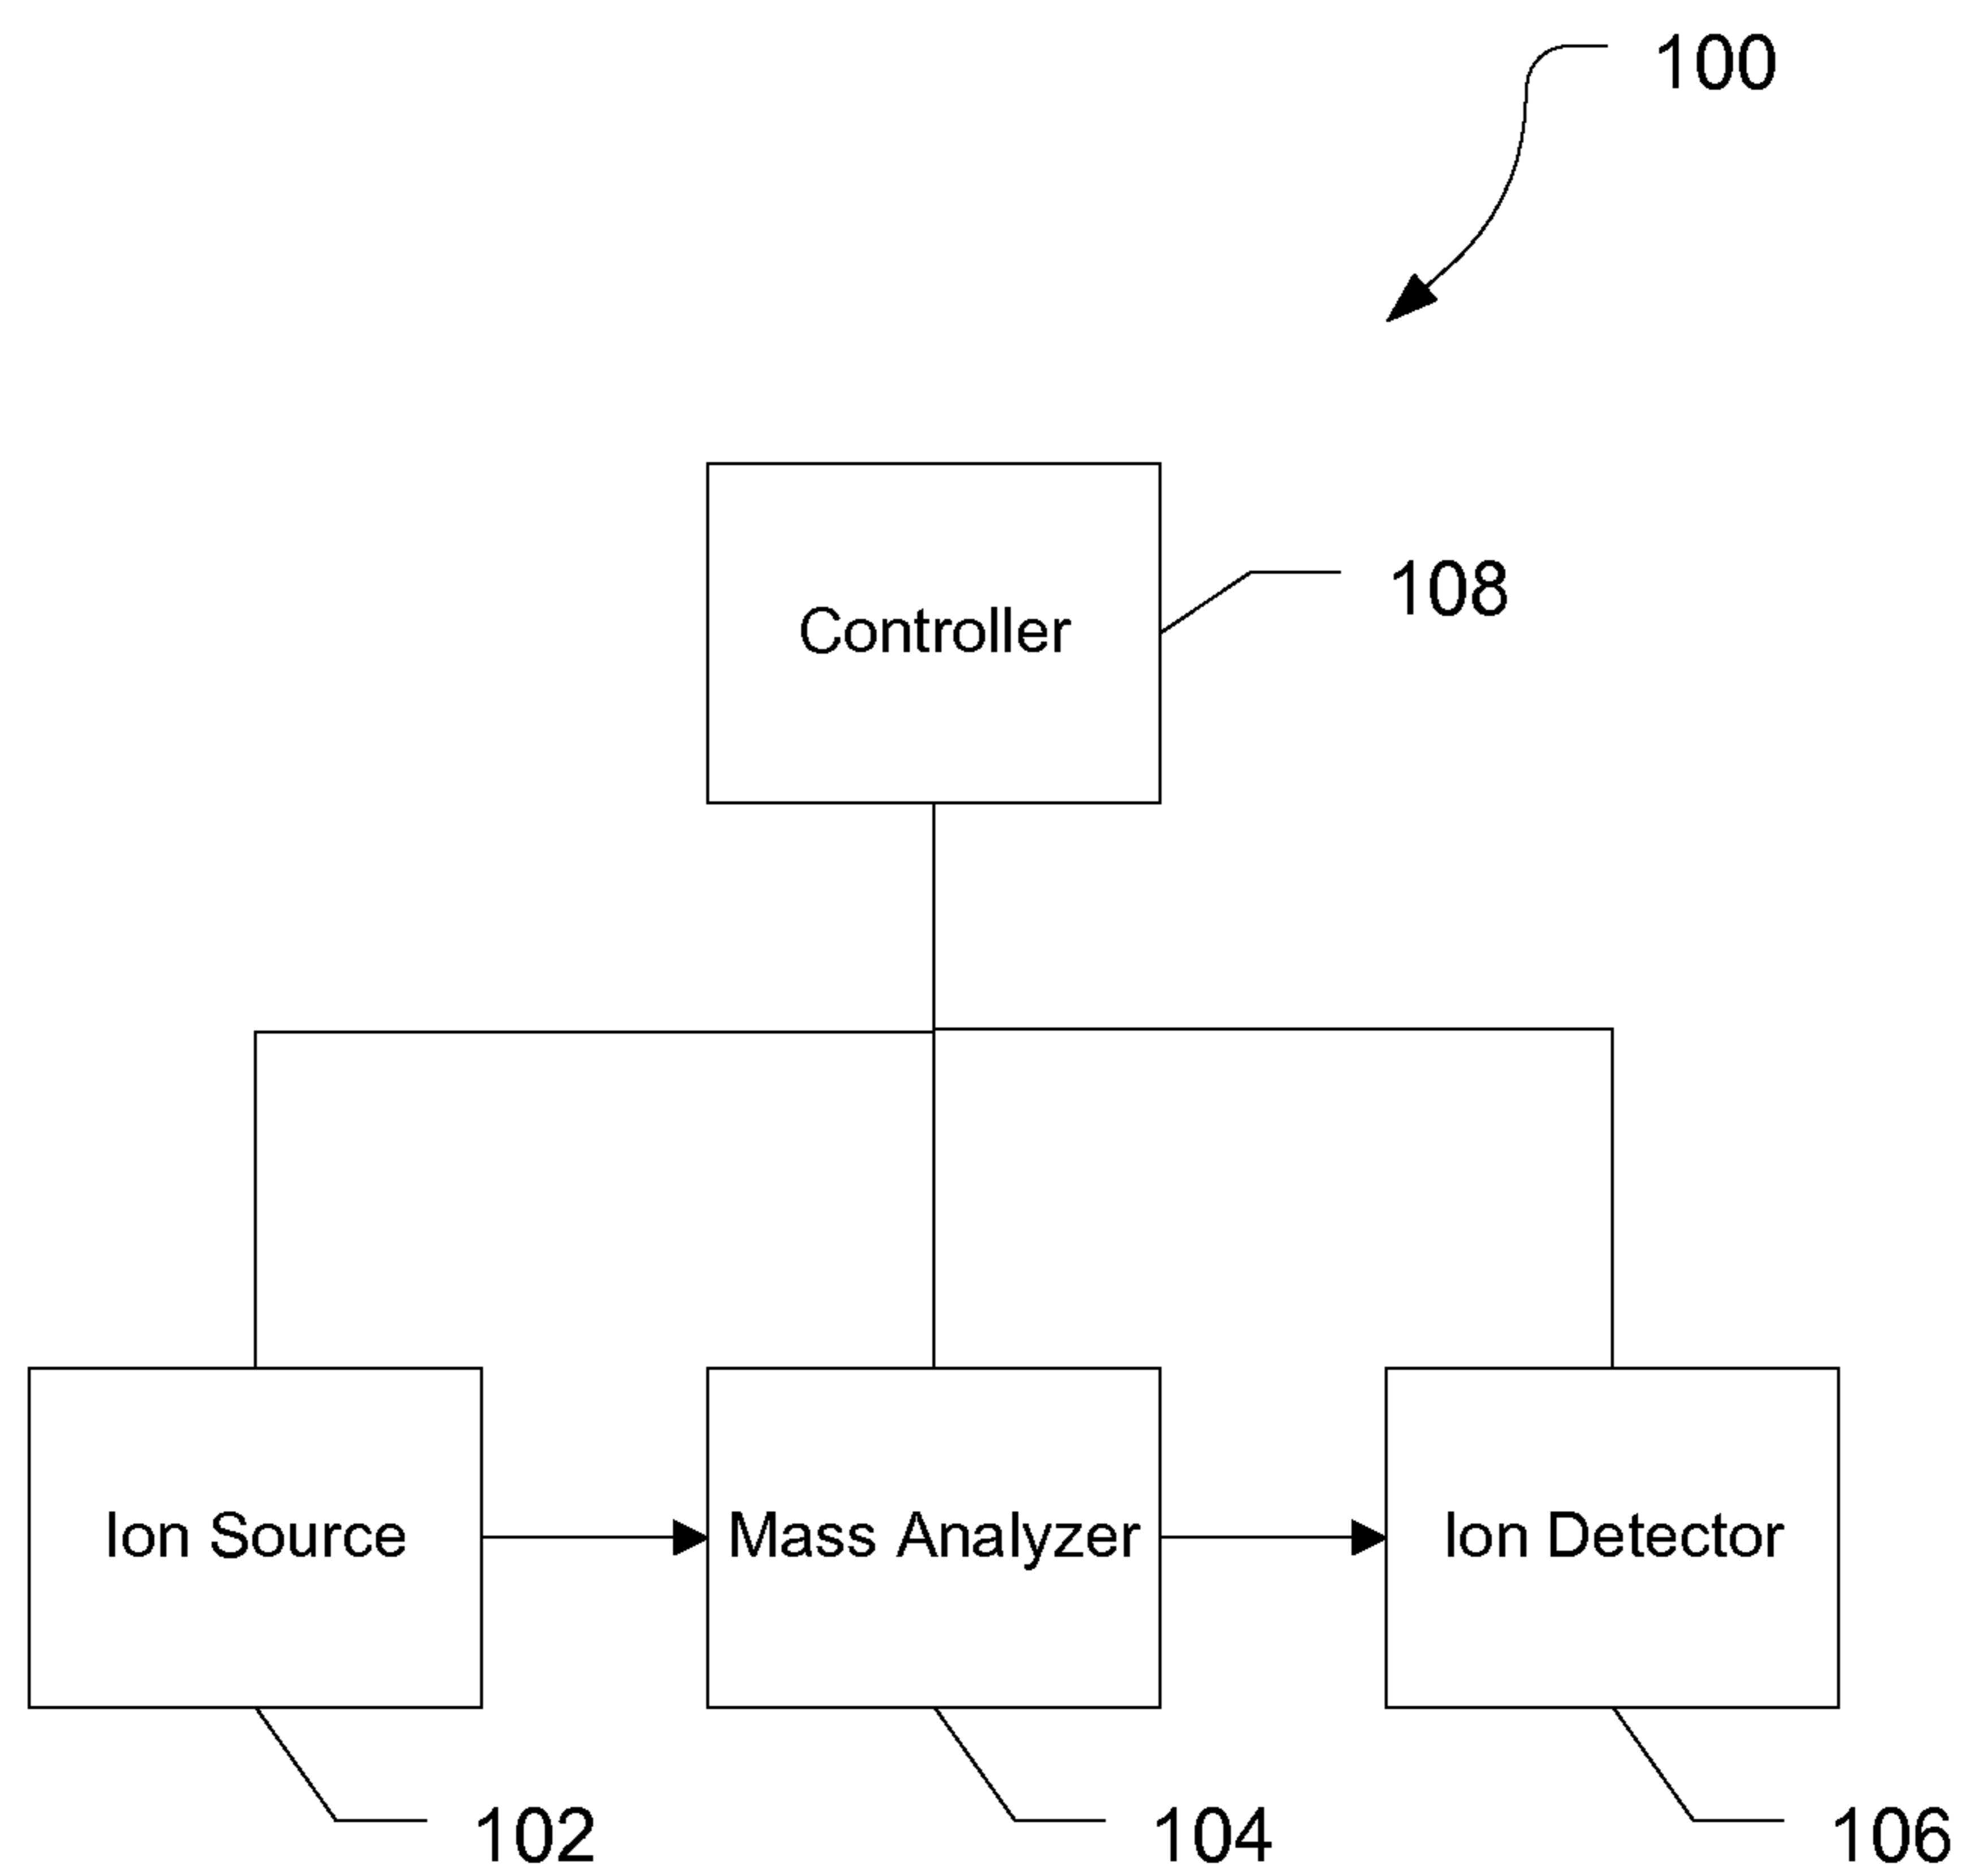 100
Controller
108
Ion Source
Mass Analyzer
Ion Detector
102
104
106